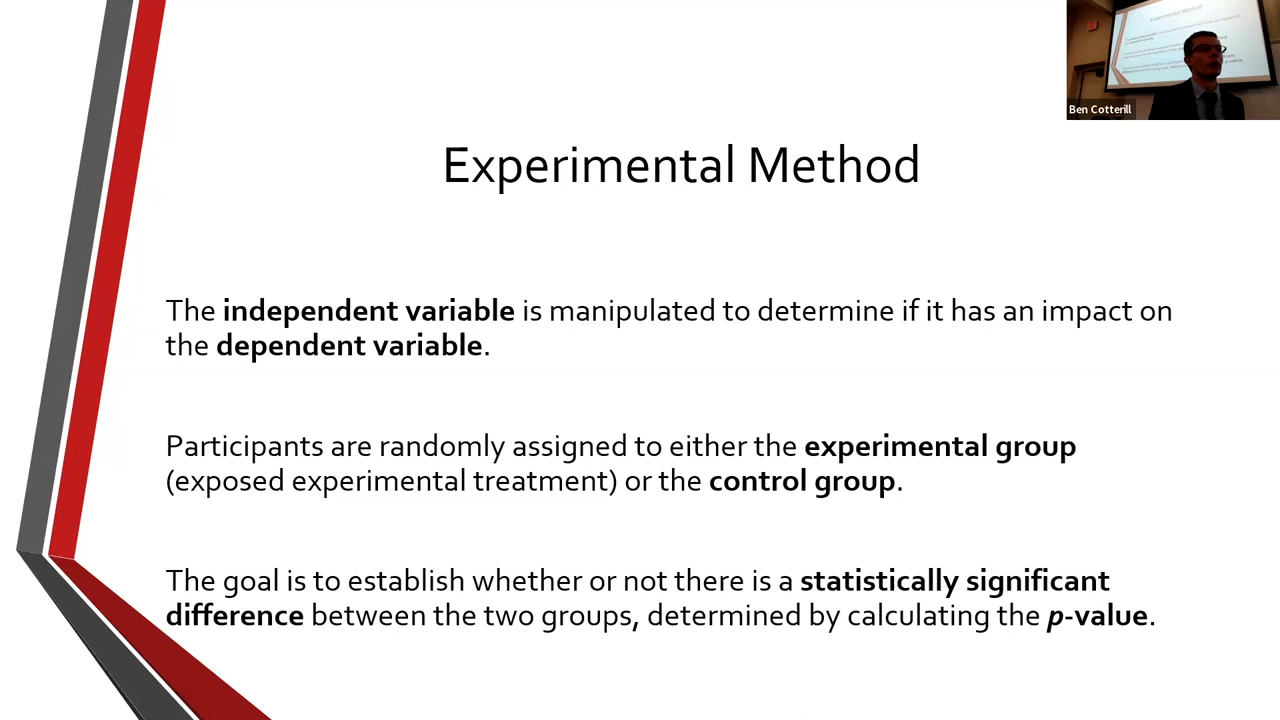 Experimental Method
Ben Cotterill
Experimental Method
The independent variable is manipulated to determine if it has an impact on
the dependent variable.
Participants are randomly assigned to either the experimental group
(exposed experimental treatment) or the control group.
The goal is to establish whether or not there is a statistically significant
difference between the two groups, determined by calculating the p-value.